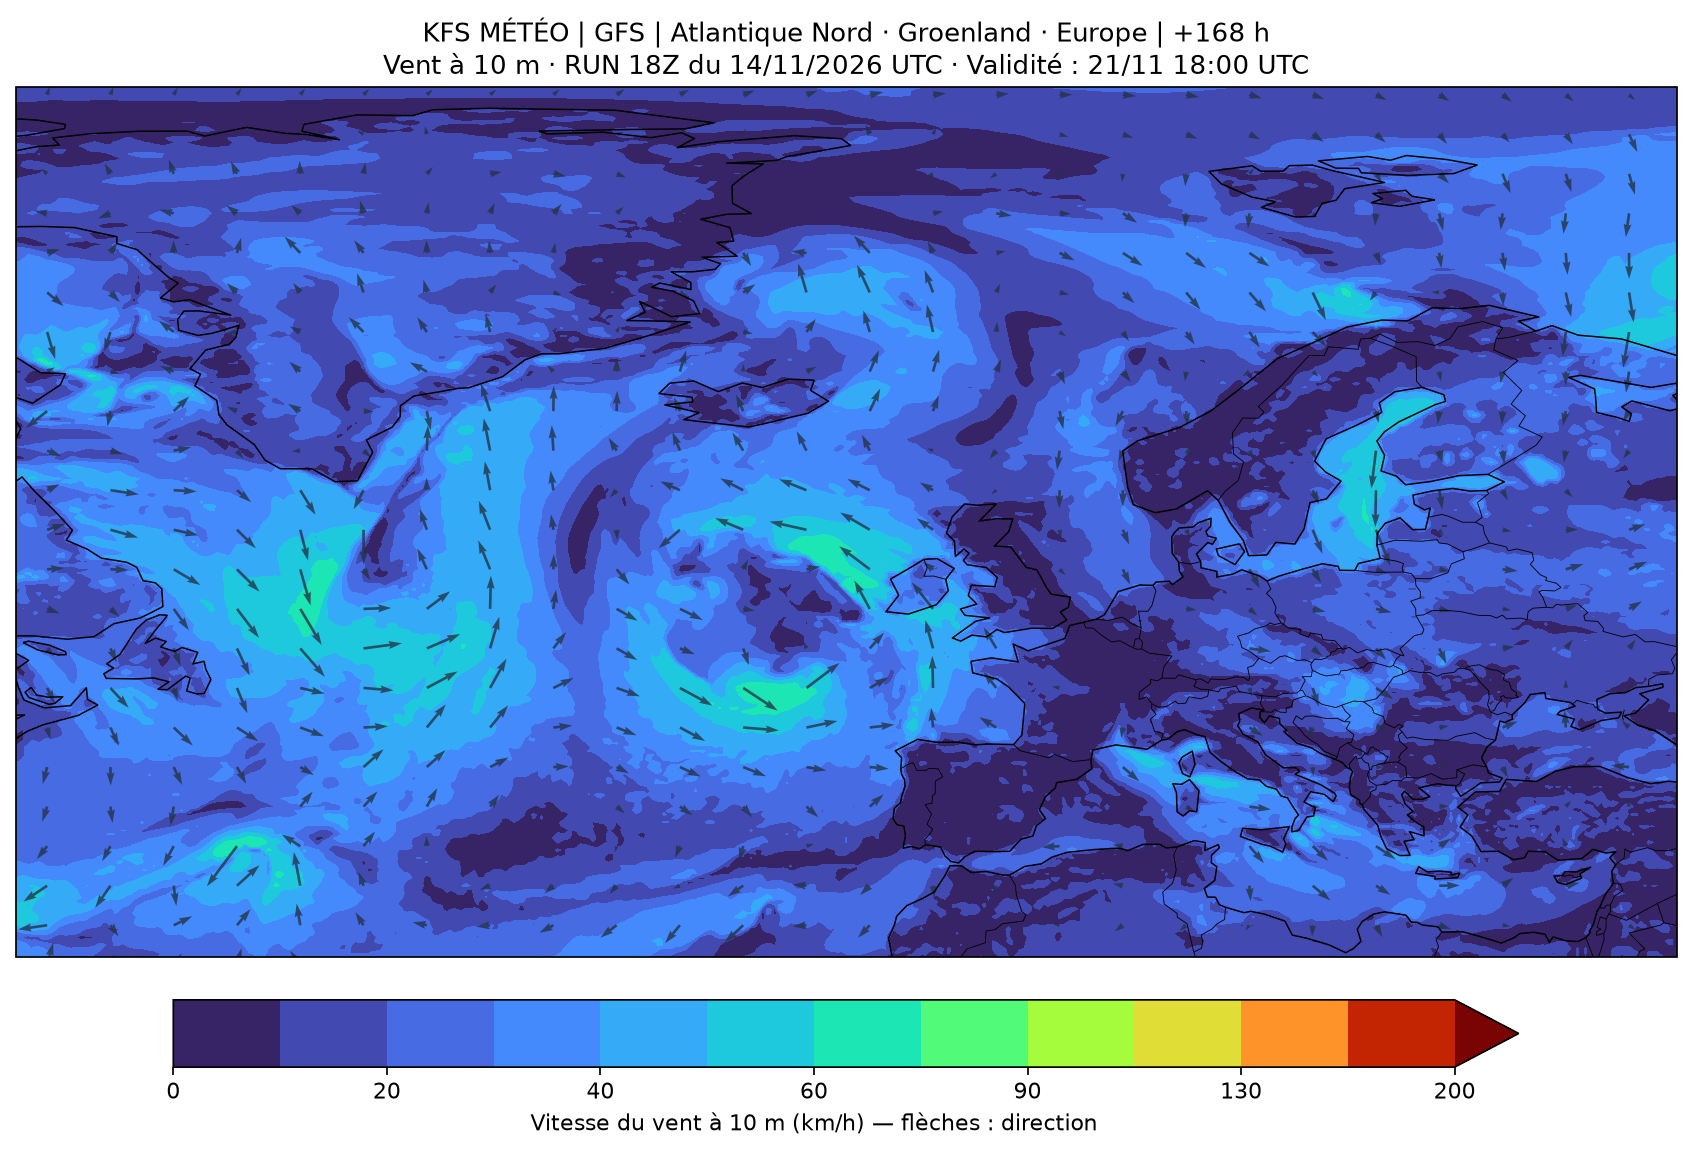 KFS MÉTÉO | GFS | Atlantique Nord · Groenland · Europe | +168 h
Vent à 10 m · RUN 18Z du 14/11/2026 UTC · Validité : 21/11 18:00 UTC
0 20 40 60 90 130 200
Vitesse du vent à 10 m (km/h) — flèches : direction